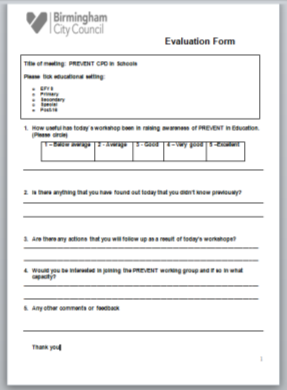 Birmingham
City Council
Evaluation Form
Title of meeting: PREVENT CPD in Schools
Please tick educational setting:
EFYS
Primary
Secondary
Special
Post-16
1. How useful has today's workshop been in raising awareness of PREVENT in Education.
(Please circle)
1 – Below average 2 - Average 3 - Good 4 – Very good 5 -Excellent
2. Is there anything that you have found out today that you didn't know previously?
3. Are there any actions that you will follow up as a result of today's workshops?
4. Would you be interested in joining the PREVENT working group and if so in what
capacity?
5. Any other comments or feedback
Thank you
1